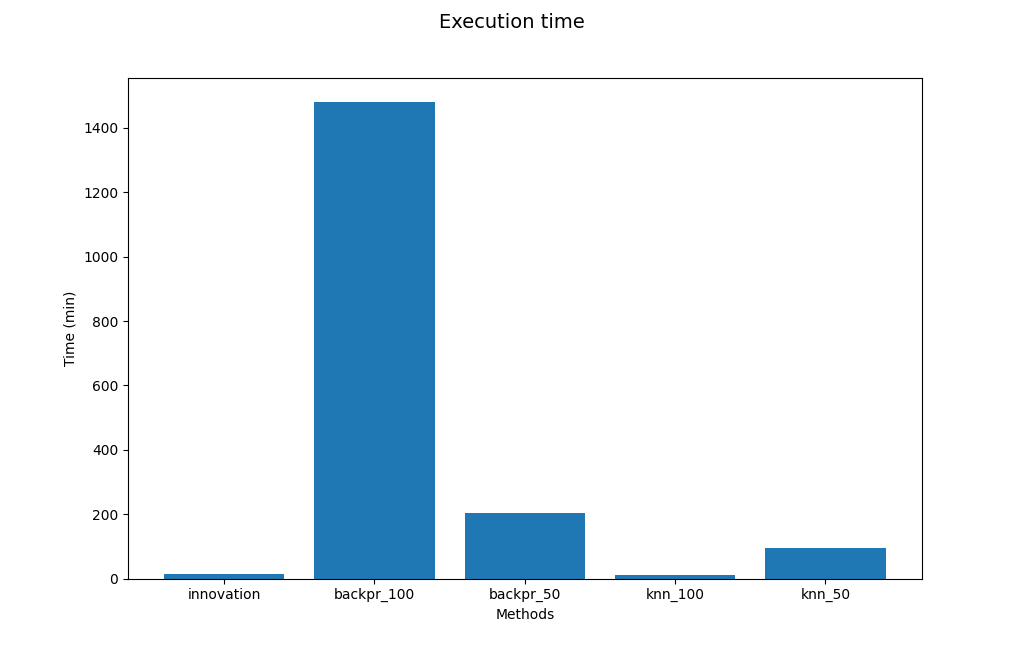 Execution time
1400
1200
1000
800
600
400
200
0
Time (min)
innovation
backpr_100
backpr_50
knn_100
knn_50
Methods